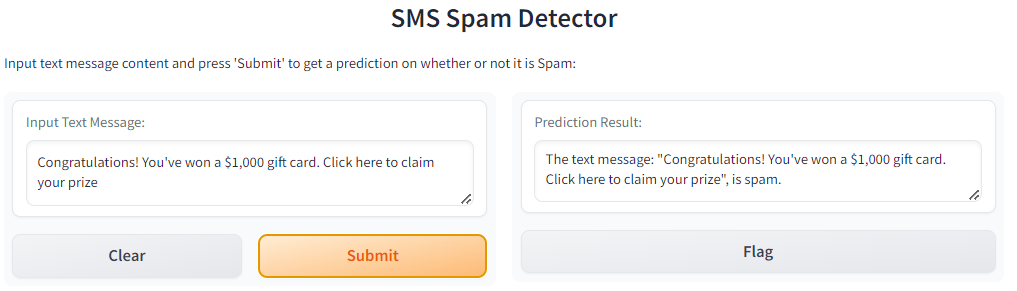 SMS Spam Detector
Input text message content and press 'Submit' to get a prediction on whether or not it is Spam:
Input Text Message:
Congratulations! You've won a $1,000 gift card. Click here to claim
your prize
Clear
Submit
Prediction Result:
The text message: "Congratulations! You've won a $1,000 gift card.
Click here to claim your prize", is spam.
Flag